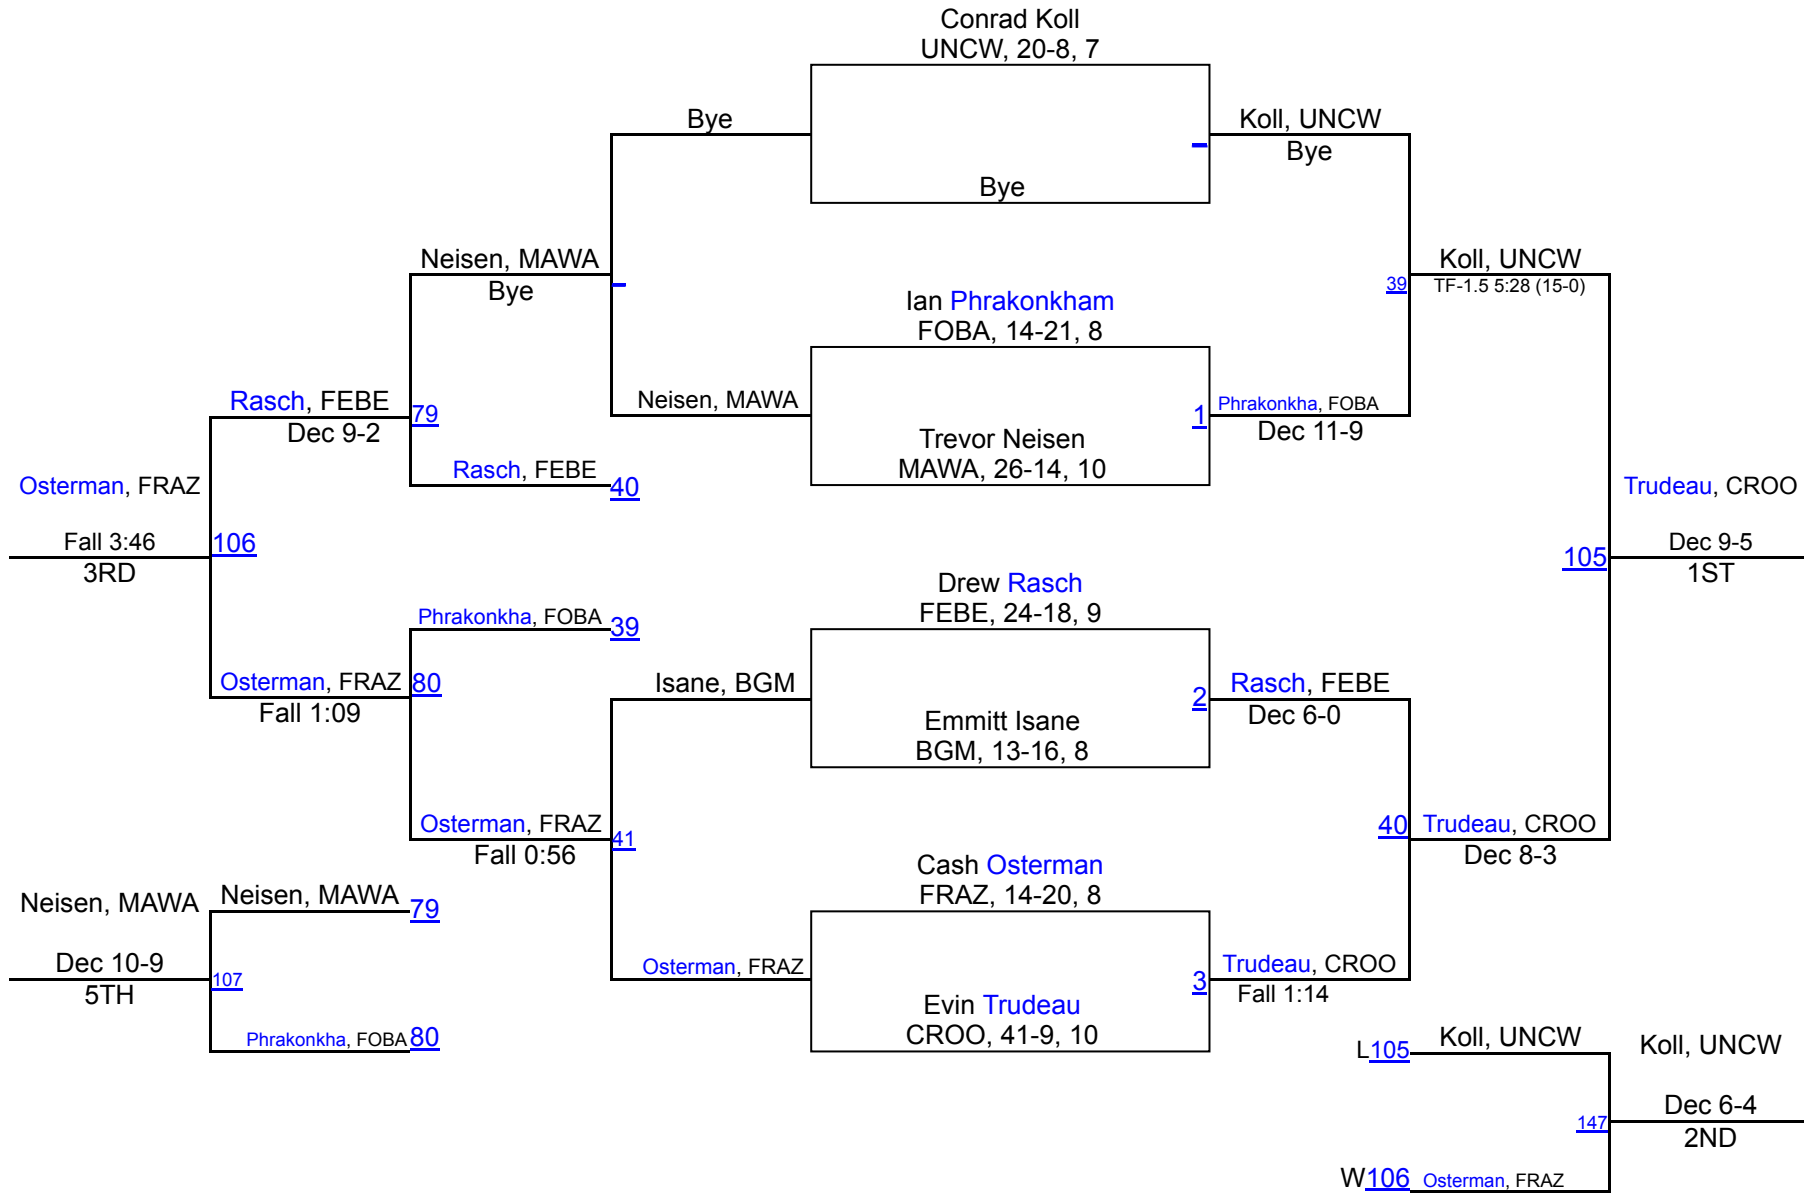 Conrad Koll
UNCW, 20-8, 7
Bye
Koll, UNCW
Bye
Bye
Neisen, MAWA
Bye
Koll, UNCW
TF-1.5 5:28 (15-0)
39
Ian Phrakonkham
FOBA, 14-21, 8
Rasch, FEBE
Dec 9-2
79
Neisen, MAWA
1
Phrakonkha, FOBA
Dec 11-9
Trevor Neisen
MAWA, 26-14, 10
Rasch, FEBE
40
Osterman, FRAZ
Fall 3:46
3RD
106
Trudeau, CROO
Dec 9-5
1ST
105
Drew Rasch
FEBE, 24-18, 9
Phrakonkha, FOBA
39
Osterman, FRAZ
Fall 1:09
80
Isane, BGM
2
Rasch, FEBE
Dec 6-0
Emmitt Isane
BGM, 13-16, 8
Osterman, FRAZ
Fall 0:56
41
40
Trudeau, CROO
Dec 8-3
Cash Osterman
FRAZ, 14-20, 8
Neisen, MAWA
Neisen, MAWA
79
Dec 10-9
5TH
107
Osterman, FRAZ
3
Trudeau, CROO
Fall 1:14
Evin Trudeau
CROO, 41-9, 10
Phrakonkha, FOBA
80
L105
Koll, UNCW
Koll, UNCW
Dec 6-4
2ND
147
W106
Osterman, FRAZ